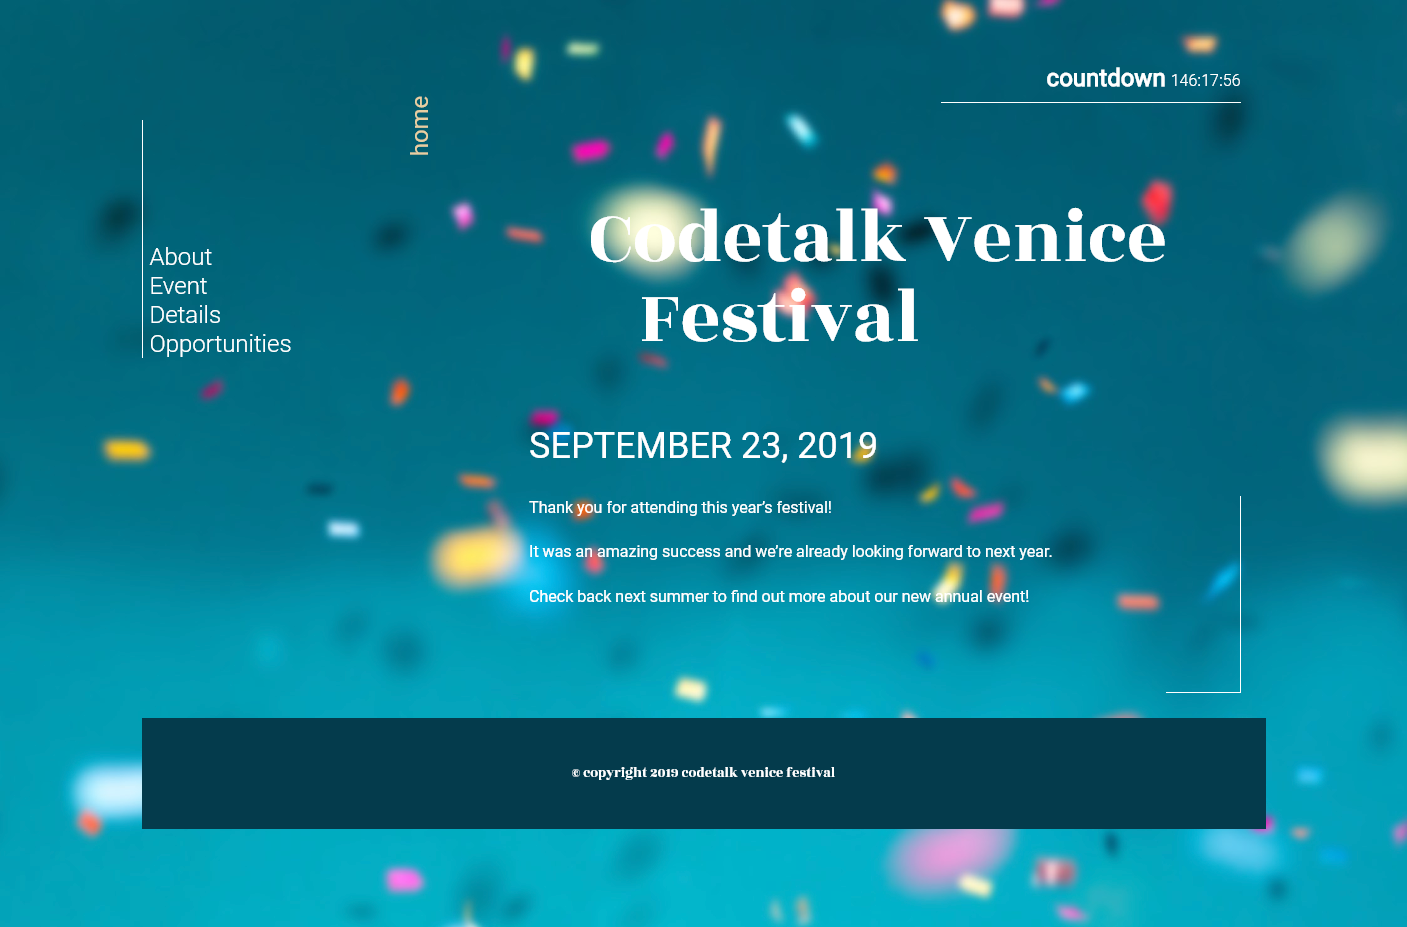 countdown 146:17:56
home
About
Event
Details
Opportunities
Codetalk Venice
Festival
SEPTEMBER 23, 2019
Thank you for attending this year’s festival!
It was an amazing success and we’re already looking forward to next year.
Check back next summer to find out more about our new annual event!
© copyright 2019 codetalk venice festival